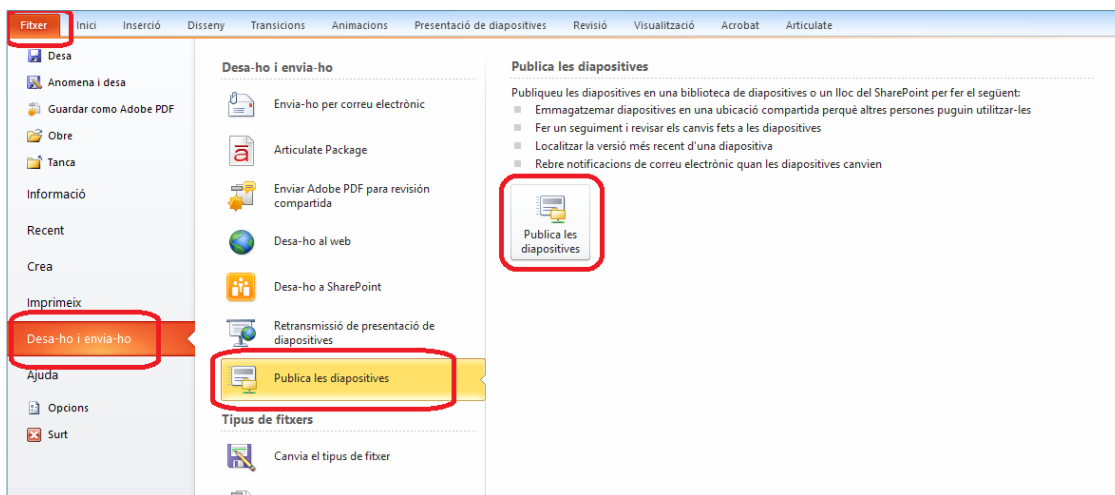 Fitxer Inici Inserció Disseny Transicions Animacions Presentació de diapositives Revisió Visualització Acrobat Articulate
Desa
Anomena i desa
Guardar como Adobe PDF
Obre
Tanca
Informació
Recent
Crea
Imprimeix
Desa-ho i envia-ho
Ajuda
Opcions
Surt
Desa-ho i envia-ho
Envia-ho per correu electrònic
Articulate Package
Enviar Adobe PDF para revisión
compartida
Desa-ho al web
Desa-ho a SharePoint
Retransmissió de presentació de
diapositives
Publica les diapositives
Tipus de fitxers
Canvia el tipus de fitxer
Publica les diapositives
Publiqueu les diapositives en una biblioteca de diapositives o un lloc del SharePoint per fer el següent:
Emmagatzemar diapositives en una ubicació compartida perquè altres persones puguin utilitzar-les
Fer un seguiment i revisar els canvis fets a les diapositives
Localitzar la versió més recent d'una diapositiva
Rebre notificacions de correu electrònic quan les diapositives canvien
Publica les
diapositives